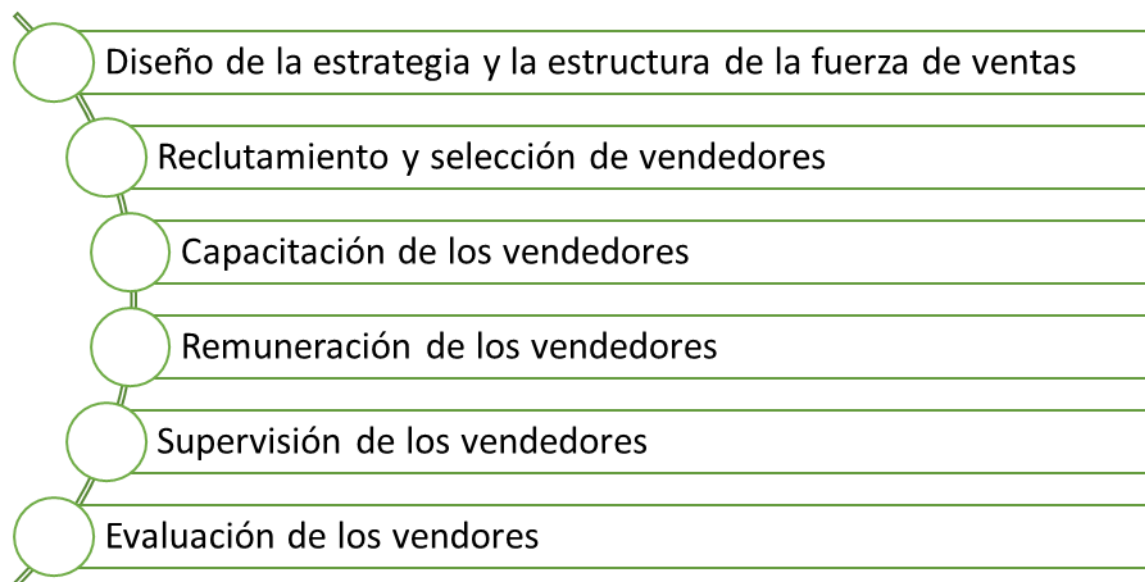 Diseño de la estrategia y la estructura de la fuerza de ventas
Reclutamiento y selección de vendedores
Capacitación de los vendedores
Remuneración de los vendedores
Supervisión de los vendedores
Evaluación de los vendores